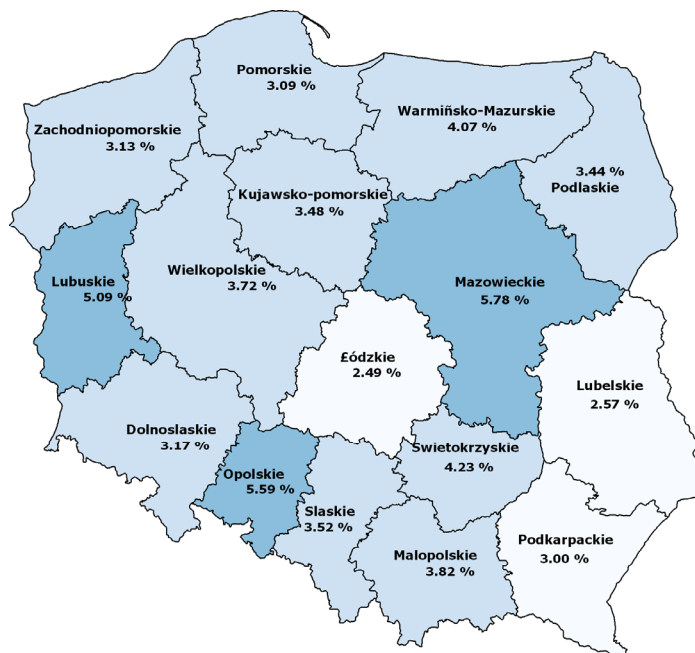 Pomorskie
3.09 %
Warmiñsko-Mazurskie
4.07 %
Zachodniopomorskie
3.13 %
3.44 %
Podlaskie
Kujawsko-pomorskie
3.48 %
Lubuskie
5.09 %
Wielkopolskie
3.72 %
Mazowieckie
5.78 %
£ódzkie
2.49 %
Lubelskie
2.57 %
Dolnoslaskie
3.17 %
Swietokrzyskie
4.23 %
Opolskie
5.59 %
Slaskie
3.52 %
Malopolskie
3.82 %
Podkarpackie
3.00 %